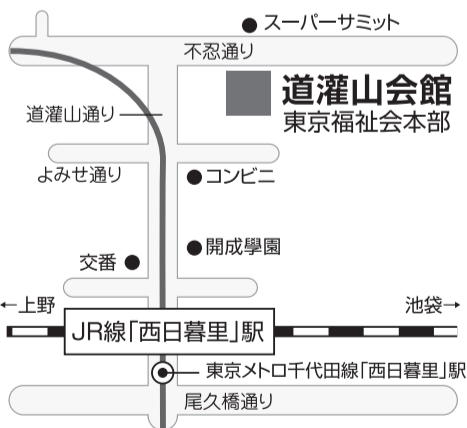 スーパーサミット
不忍通り
道灌山会館
東京福祉会本部
道灌山通り
よみせ通り
コンビニ
開成學園
交番
←上野
池袋→
JR線「西日暮里」駅
東京メトロ千代田線「西日暮里」駅
尾久橋通り